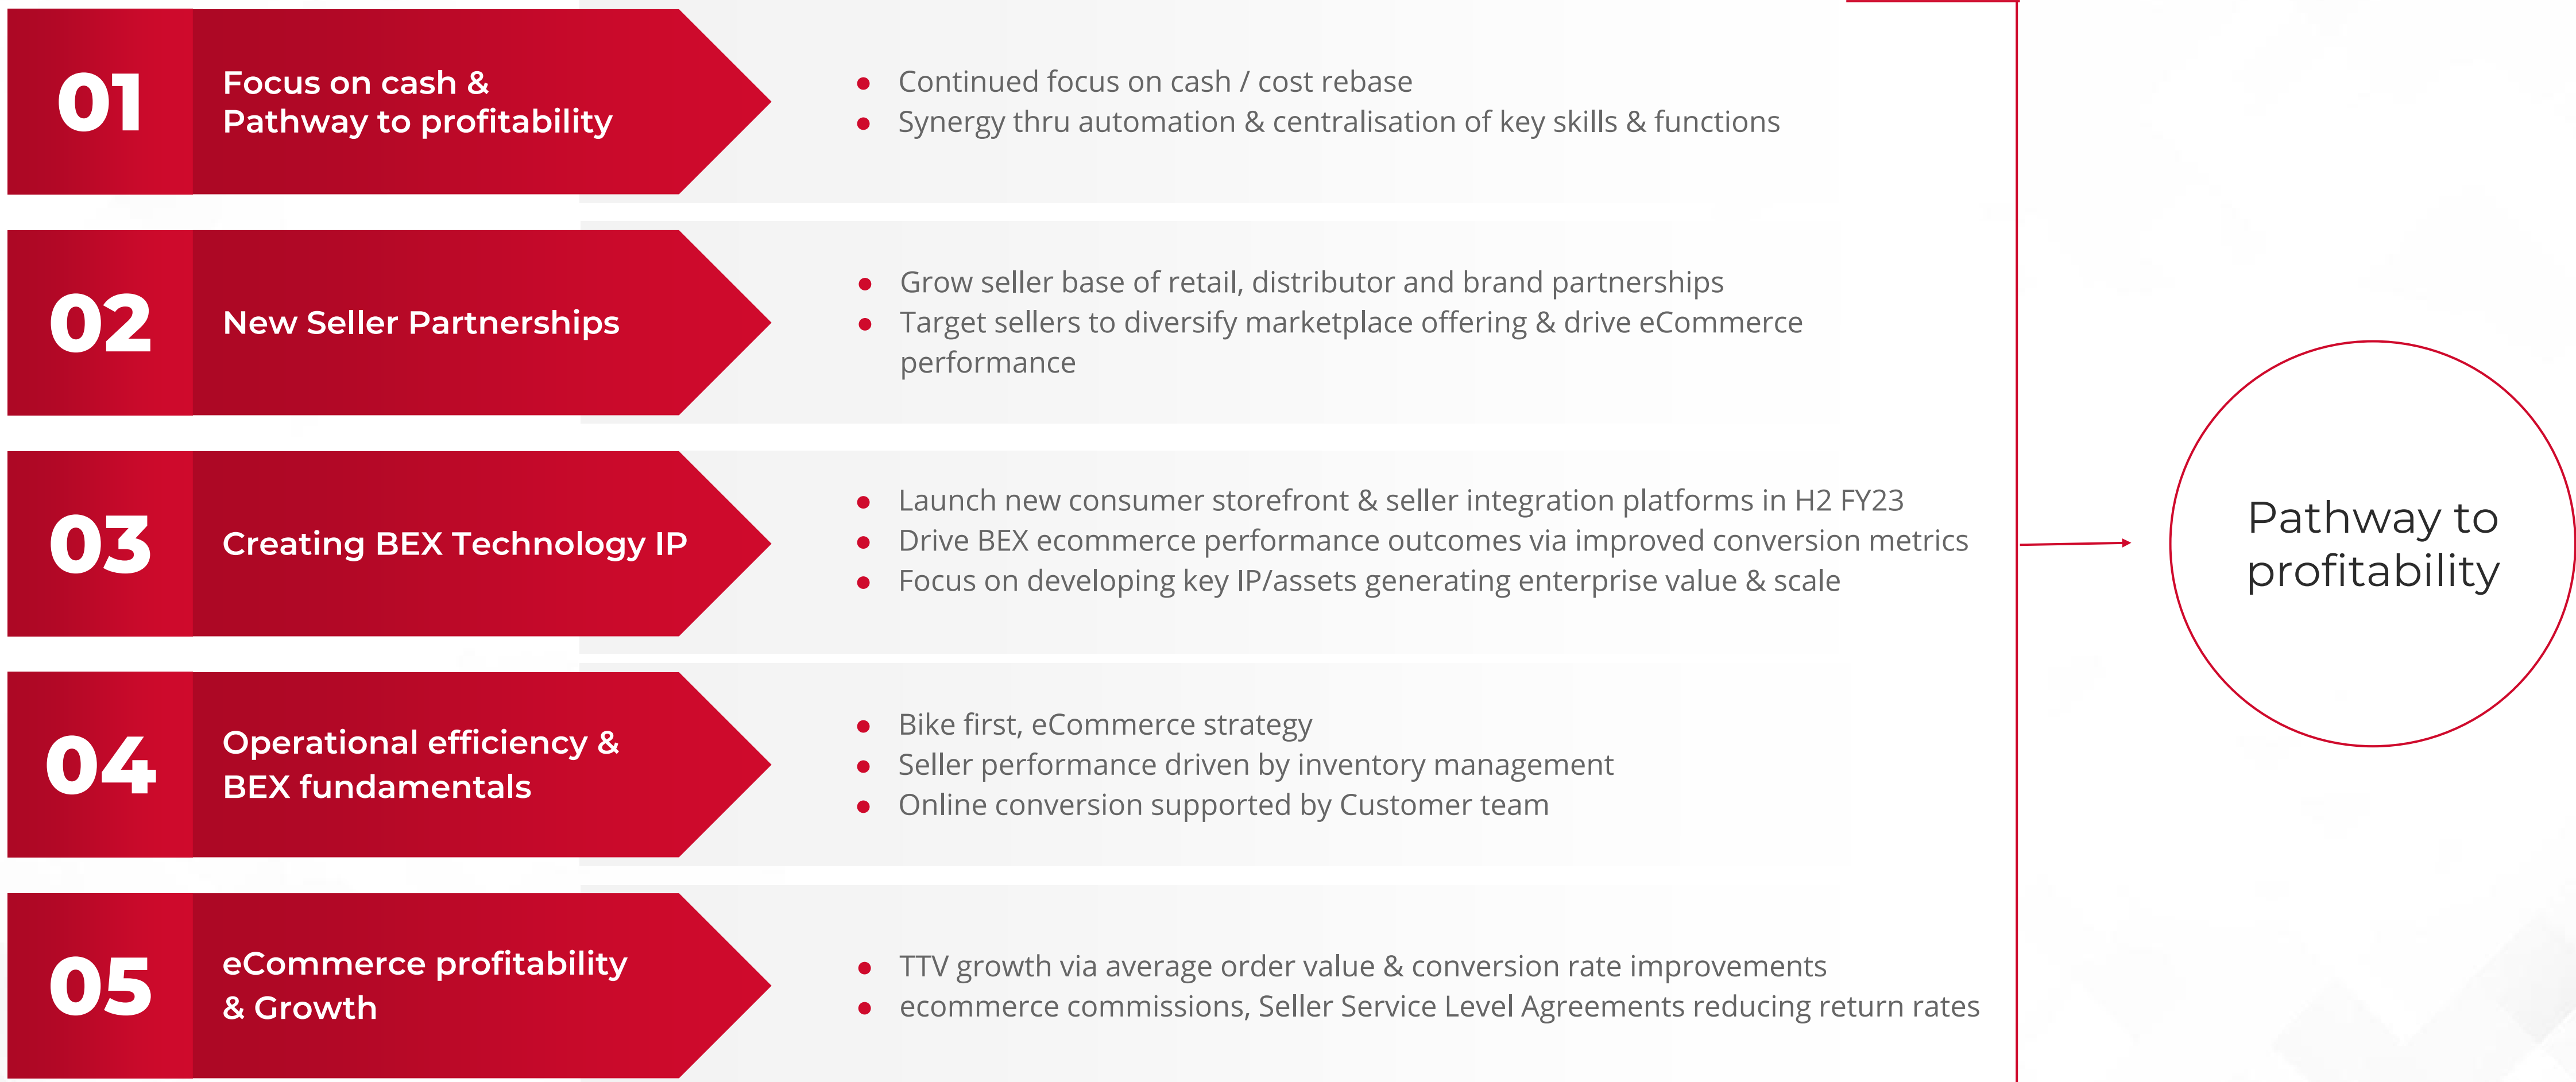 01
Focus on cash &
Pathway to profitability
● Continued focus on cash / cost rebase
● Synergy thru automation & centralisation of key skills & functions
02
New Seller Partnerships
● Grow seller base of retail, distributor and brand partnerships
● Target sellers to diversify marketplace offering & drive eCommerce
performance
03
Creating BEX Technology IP
● Launch new consumer storefront & seller integration platforms in H2 FY23
● Drive BEX ecommerce performance outcomes via improved conversion metrics
● Focus on developing key IP/assets generating enterprise value & scale
04
Operational efficiency &
BEX fundamentals
● Bike first, eCommerce strategy
● Seller performance driven by inventory management
● Online conversion supported by Customer team
05
eCommerce profitability
& Growth
● TTV growth via average order value & conversion rate improvements
● ecommerce commissions, Seller Service Level Agreements reducing return rates
Pathway to
profitability